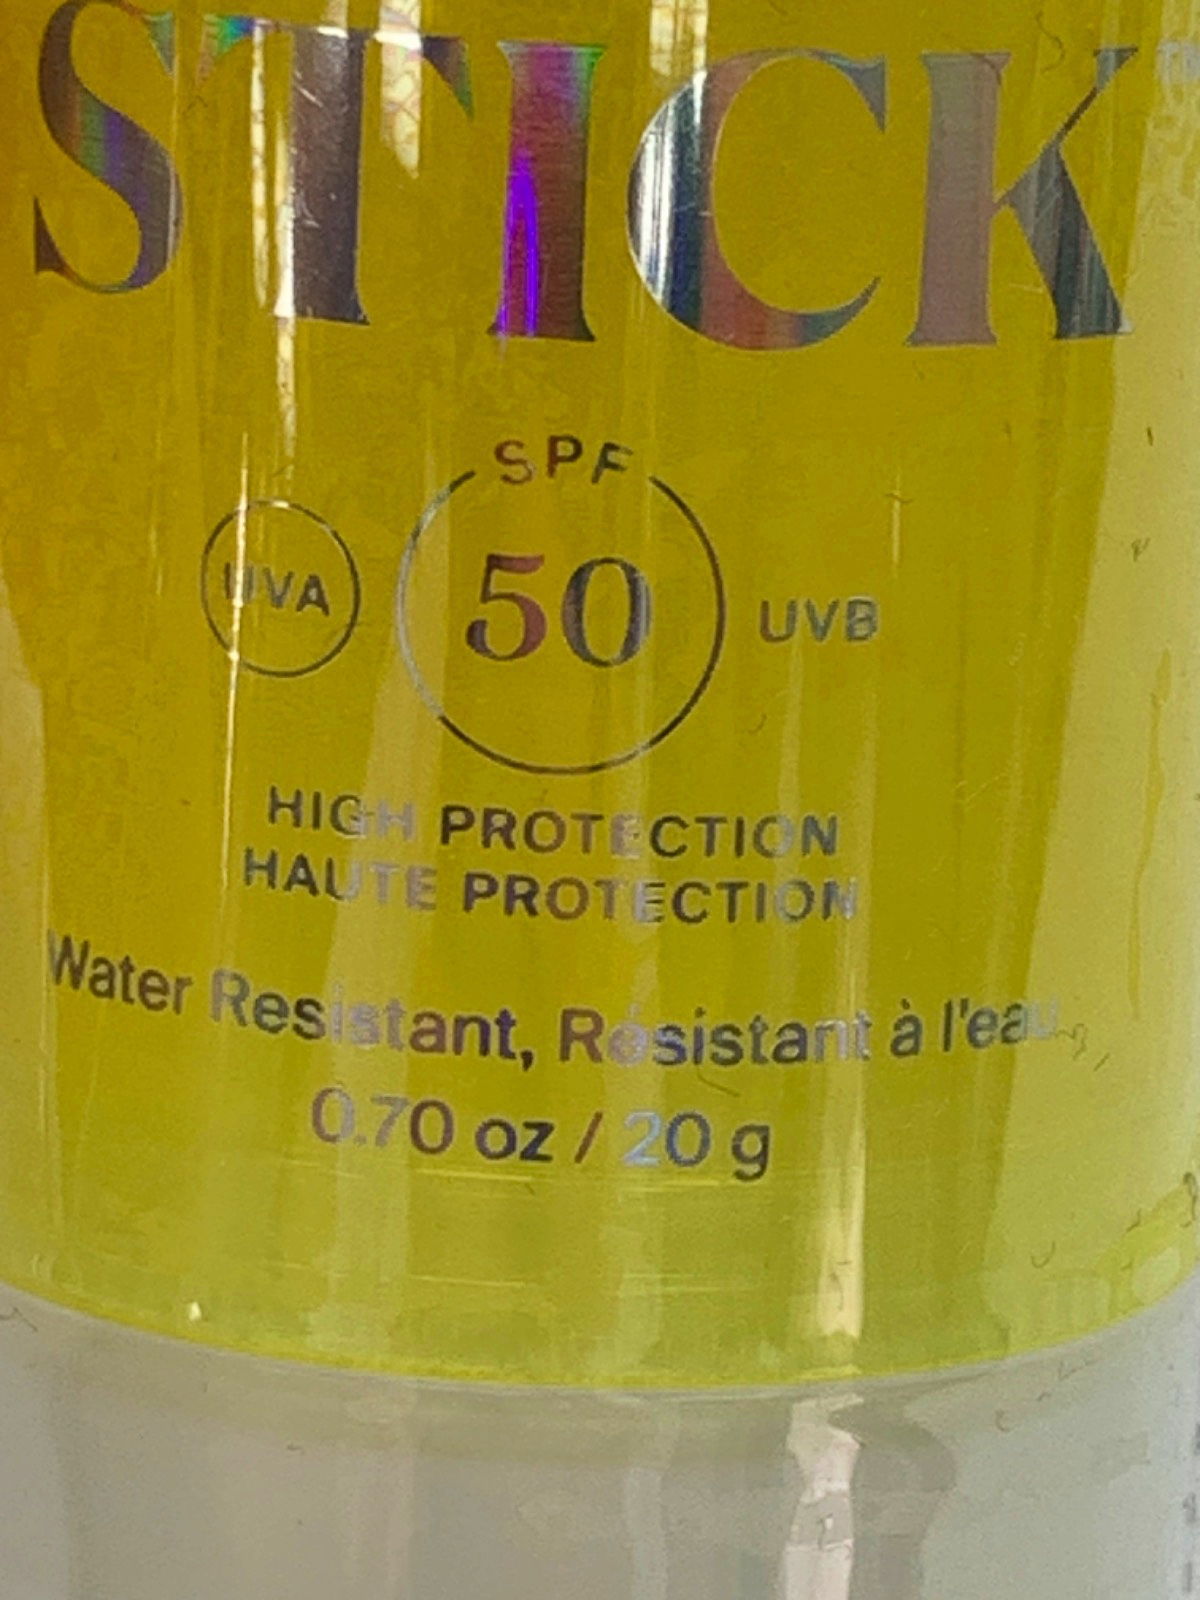 STICK
SPF
UVA 50 UVB
HIGH PROTECTION
HAUTE PROTECTION
Water Resistant, Résistant à l'eau
0.70 oz / 20 g